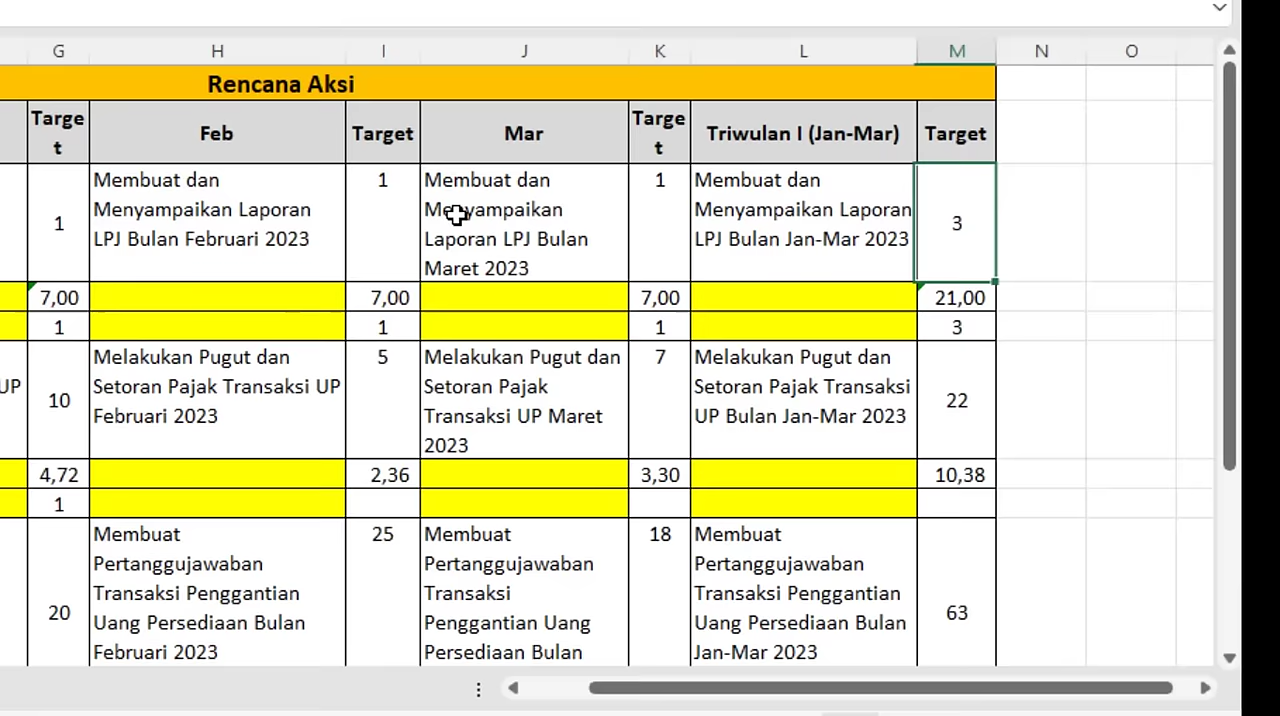 G H I J K L M N O
Rencana Aksi
Targe
t
Feb
Target
Mar
Targe
t
Triwulan I (Jan-Mar)
Target
1
Membuat dan
Menyampaikan Laporan
LPJ Bulan Februari 2023
1
Membuat dan
Menyampaikan
Laporan LPJ Bulan
Maret 2023
1
Membuat dan
Menyampaikan Laporan
LPJ Bulan Jan-Mar 2023
3
7,00 7,00 7,00 21,00
1 1 1 3
UP
10
Melakukan Pugut dan
Setoran Pajak Transaksi UP
Februari 2023
5
Melakukan Pugut dan
Setoran Pajak
Transaksi UP Maret
2023
7
Melakukan Pugut dan
Setoran Pajak Transaksi
UP Bulan Jan-Mar 2023
22
4,72 2,36 3,30 10,38
1
20
Membuat
Pertanggujawaban
Transaksi Penggantian
Uang Persediaan Bulan
Februari 2023
25
Membuat
Pertanggujawaban
Transaksi
Penggantian Uang
Persediaan Bulan
18
Membuat
Pertanggujawaban
Transaksi Penggantian
Uang Persediaan Bulan
Jan-Mar 2023
63